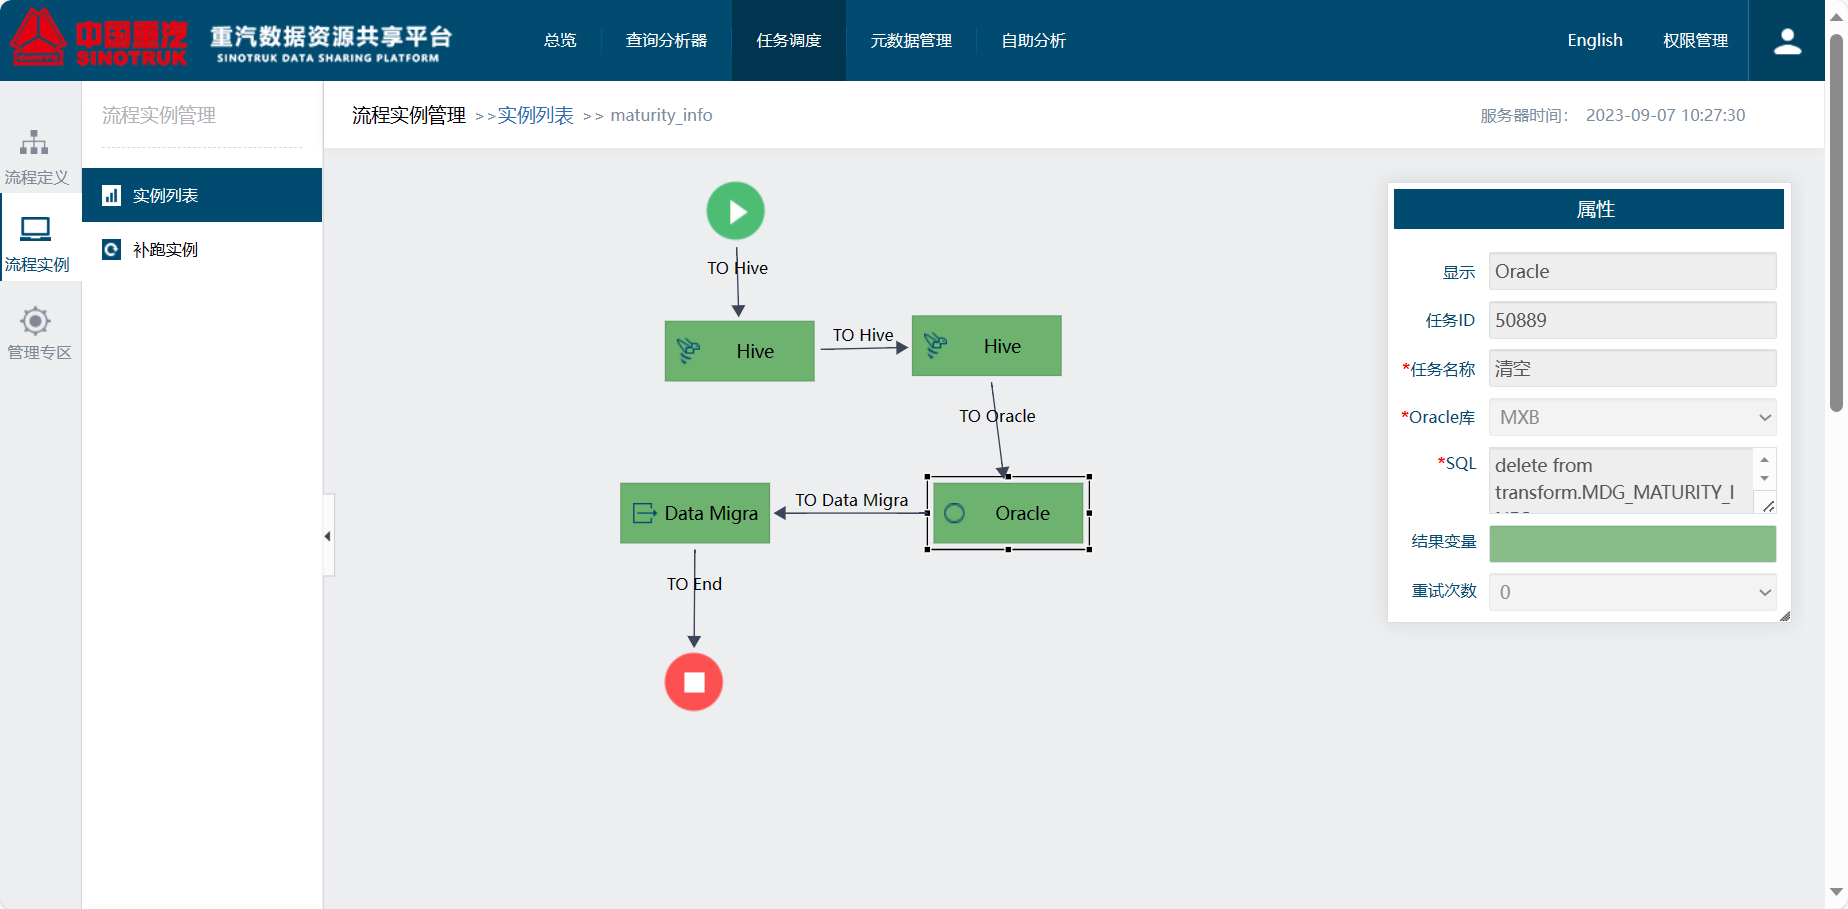 中国重汽
SINOTRUK
重汽数据资源共享平台
SINOTRUK DATA SHARING PLATFORM
总览
查询分析器
任务调度
元数据管理
自助分析
English
权限管理
流程定义
流程实例
管理专区
流程实例管理
实例列表
补跑实例
流程实例管理 >>实例列表 >> maturity_info
服务器时间： 2023-09-07 10:27:30
TO Hive
Hive
TO Hive
Hive
TO Oracle
Oracle
TO Data Migra
Data Migra
TO End
属性
显示 Oracle
任务ID 50889
*任务名称 清空
*Oracle库 MXB
*SQL delete from
transform.MDG_MATURITY_I
结果变量
重试次数 0